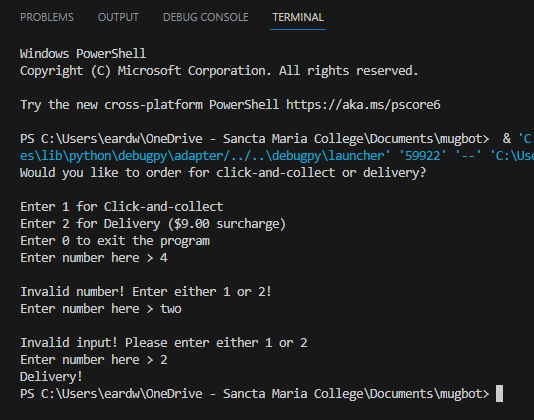 PROBLEMS OUTPUT DEBUG CONSOLE TERMINAL
Windows PowerShell
Copyright (C) Microsoft Corporation. All rights reserved.
Try the new cross-platform PowerShell https://aka.ms/pscore6
PS C:\Users\eardw\OneDrive - Sancta Maria College\Documents\mugbot>  & 'C
es\lib\python\debugpy\adapter/../..\debugpy\launcher' '59922' '--' 'C:\Use
Would you like to order for click-and-collect or delivery?
Enter 1 for Click-and-collect
Enter 2 for Delivery ($9.00 surcharge)
Enter 0 to exit the program
Enter number here > 4
Invalid number! Enter either 1 or 2!
Enter number here > two
Invalid input! Please enter either 1 or 2
Enter number here > 2
Delivery!
PS C:\Users\eardw\OneDrive - Sancta Maria College\Documents\mugbot>